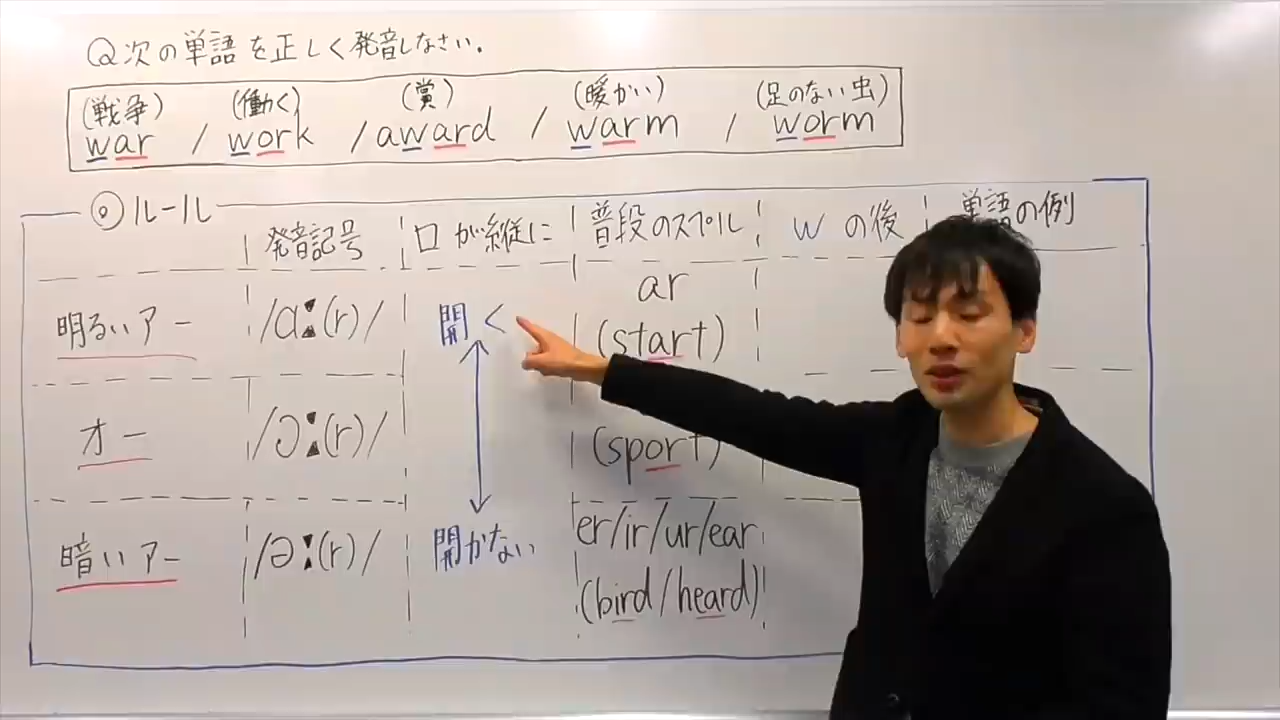 Q次の単語を正しく発音しなさい.
(戦争) (働く) (賞) (暖かい) (足のない虫)
war / work / award / warm / worm
◎ルール
発音記号 口が縦に 普段のスペル wの後 単語の例
明るいアー /ɑː(r)/ 開く ar
(start)
オー /ɔː(r)/ (sport)
暗いアー /əː(r)/ 開かない er/ir/ur/ear
(bird/heard)